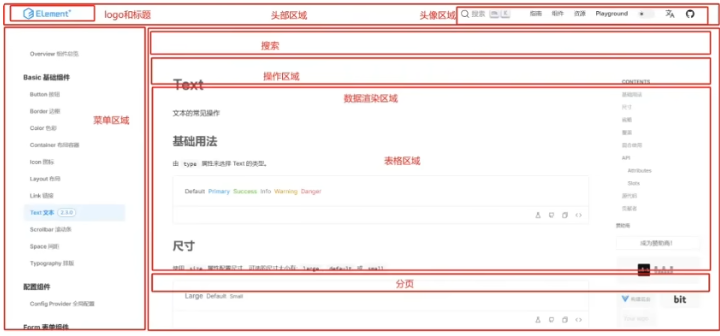 Element
logo和标题
头部区域
头像区域
搜索
指南
组件
资源
Playground
搜索
操作区域
数据渲染区域
表格区域
分页
菜单区域
Overview 组件总览
Basic 基础组件
Button 按钮
Border 边框
Color 色彩
Container 布局容器
Icon 图标
Layout 布局
Link 链接
Text 文本 2.3.0
Scrollbar 滚动条
Space 间距
Typography 排版
配置组件
Config Provider 全局配置
Form 表单组件
Text
文本的常见操作
基础用法
由 type 属性来选择 Text 的类型。
Default Primary Success Info Warning Danger
尺寸
使用 size 属性配置尺寸，可选的尺寸大小有: large, default 或 small
Large Default Small
CONTENTS
基础用法
尺寸
API
Attributes
Slots
源代码
贡献者
赞助商
成为赞助商!
bit